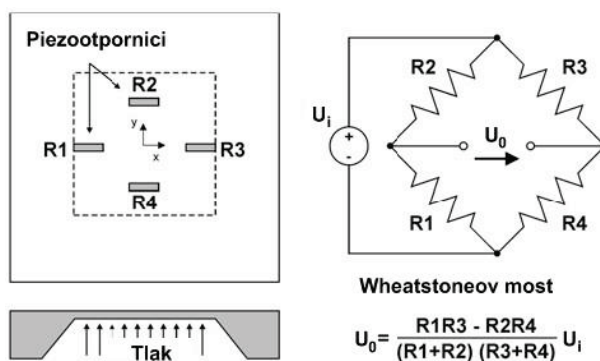 Piezootpornici
R2
y
x
R1
R3
R4
Tlak
R2
R3
Ui
+
-
U0
R1
R4
Wheatstoneov most
U0 = R1R3 - R2R4 / (R1+R2) (R3+R4) Ui